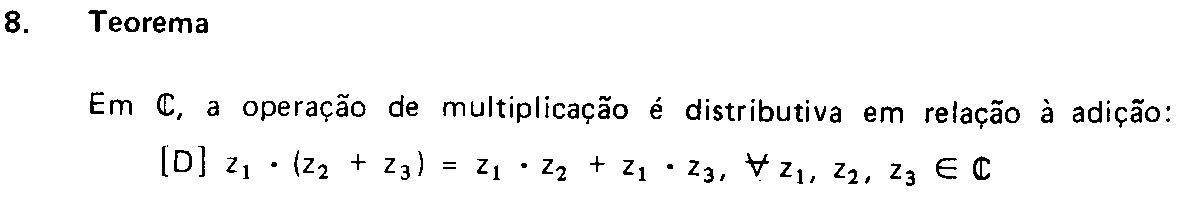 8. Teorema
Em ℂ, a operação de multiplicação é distributiva em relação à adição:
[D] z₁ · (z₂ + z₃) = z₁ · z₂ + z₁ · z₃, ∀ z₁, z₂, z₃ ∈ ℂ